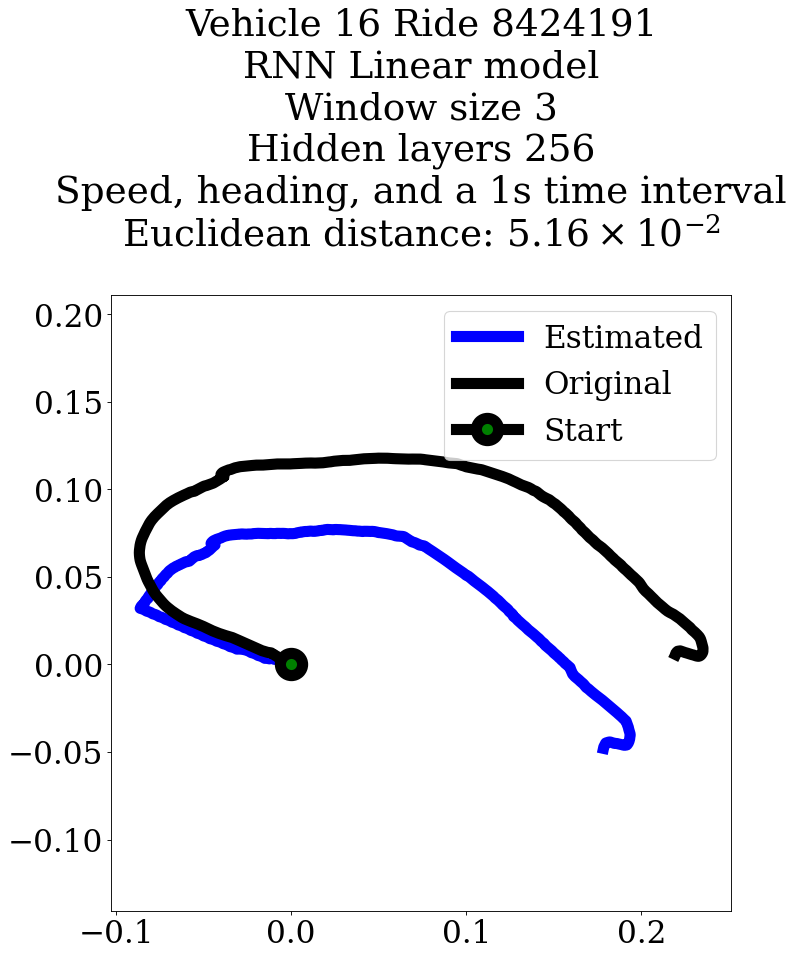 Vehicle 16 Ride 8424191
RNN Linear model
Window size 3
Hidden layers 256
Speed, heading, and a 1s time interval
Euclidean distance: 5.16 × 10⁻²
Estimated
Original
Start
0.20
0.15
0.10
0.05
0.00
−0.05
−0.10
−0.1 0.0 0.1 0.2